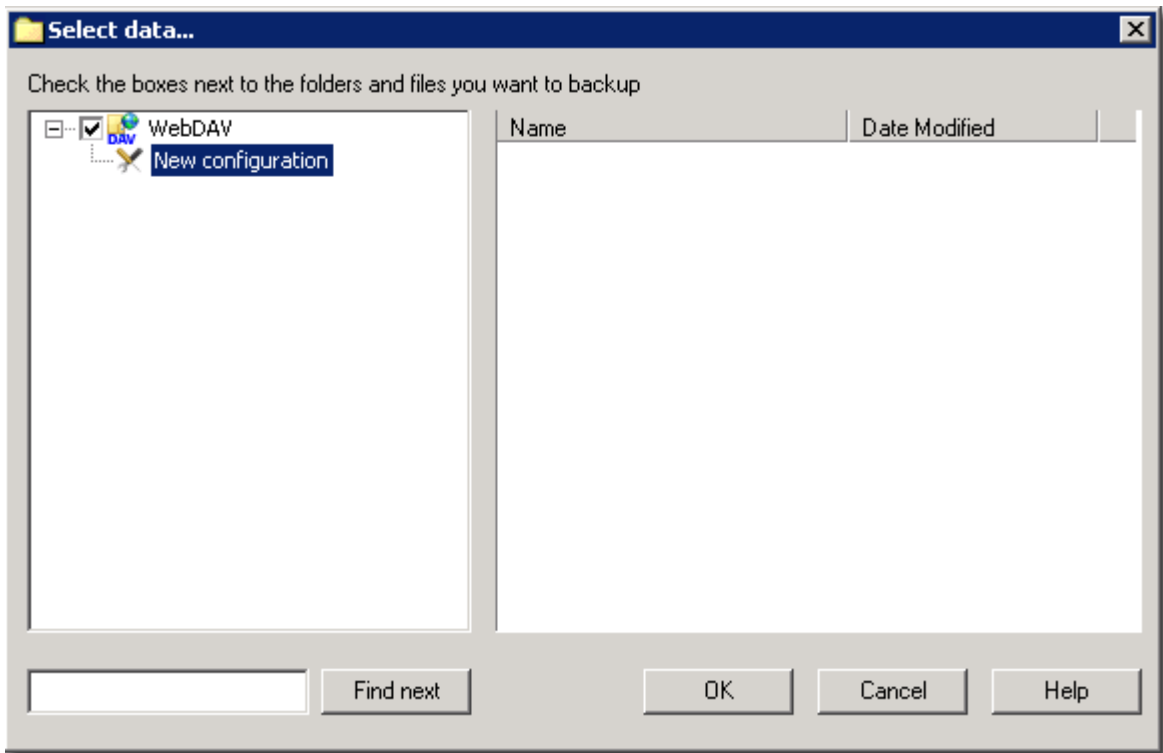 Select data...
Check the boxes next to the folders and files you want to backup
WebDAV
DAV
New configuration
Name Date Modified
Find next OK Cancel Help